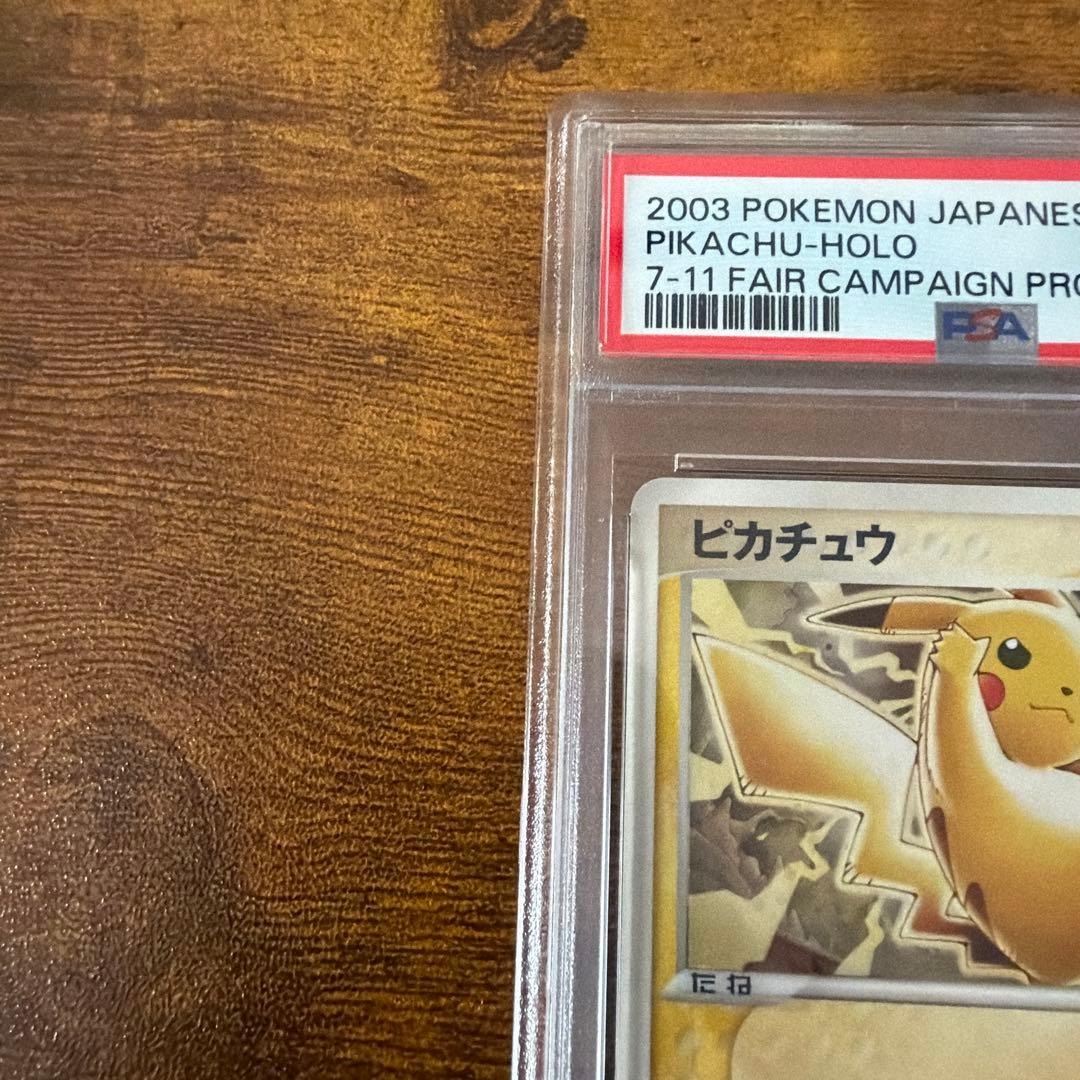 2003 POKEMON JAPANES
PIKACHU-HOLO
7-11 FAIR CAMPAIGN PRO
PSA
ピカチュウ
たね